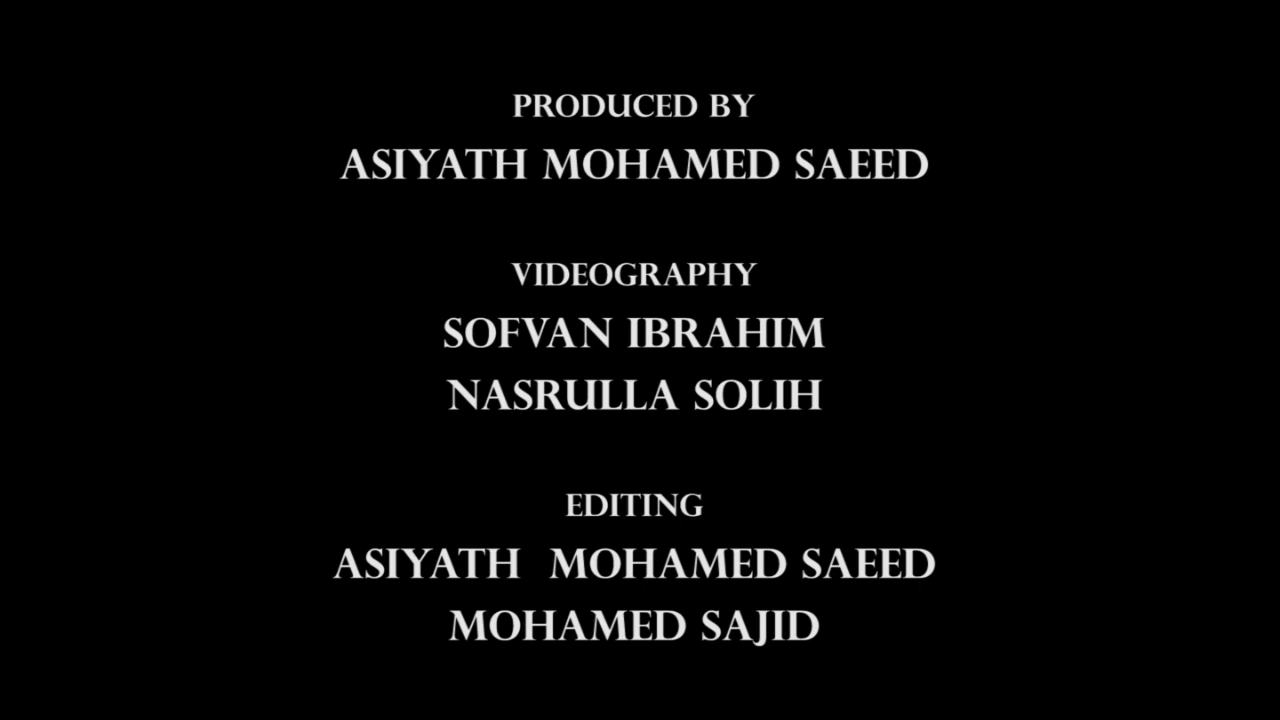 PRODUCED BY
ASIYATH MOHAMED SAEED
VIDEOGRAPHY
SOFVAN IBRAHIM
NASRULLA SOLIH
EDITING
ASIYATH MOHAMED SAEED
MOHAMED SAJID